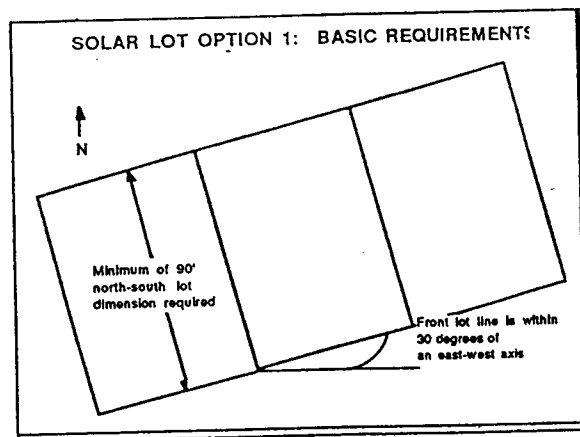 SOLAR LOT OPTION 1: BASIC REQUIREMENTS
N
Minimum of 90'
north-south lot
dimension required
Front lot line is within
30 degrees of
an east-west axis